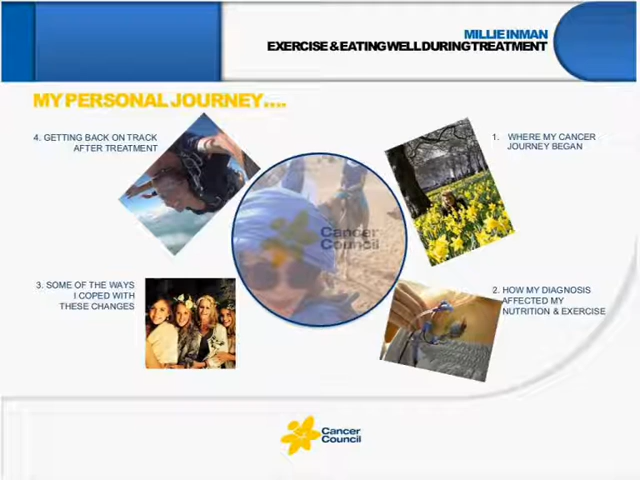 MILLIE INMAN
EXERCISE & EATING WELL DURING TREATMENT
MY PERSONAL JOURNEY....
4. GETTING BACK ON TRACK
AFTER TREATMENT
1. WHERE MY CANCER
JOURNEY BEGAN
Cancer
Council
3. SOME OF THE WAYS
I COPED WITH
THESE CHANGES
2. HOW MY DIAGNOSIS
AFFECTED MY
NUTRITION & EXERCISE
Cancer
Council